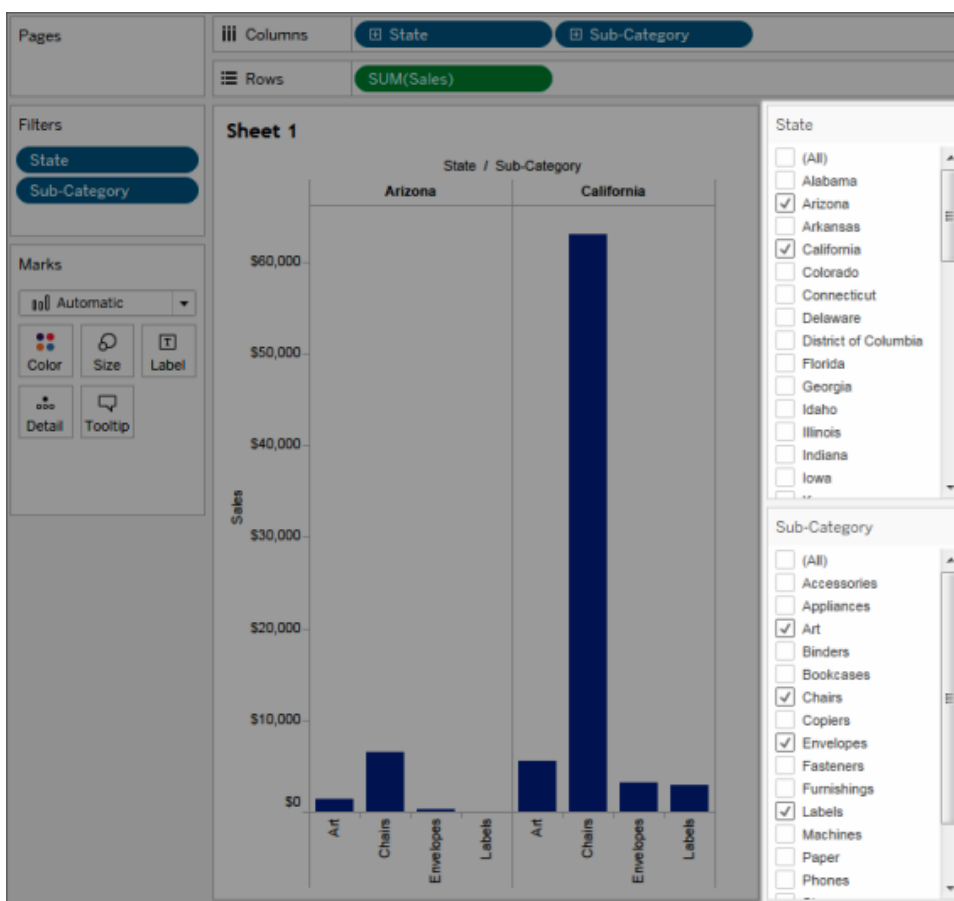 Pages
Columns
State
Sub-Category
Rows
SUM(Sales)
Filters
State
Sub-Category
Marks
Automatic
Color
Size
Label
Detail
Tooltip
Sheet 1
State / Sub-Category
Arizona
California
Sales
$60,000
$50,000
$40,000
$30,000
$20,000
$10,000
$0
Art
Chairs
Envelopes
Labels
Art
Chairs
Envelopes
Labels
State
(All)
Alabama
Arizona
Arkansas
California
Colorado
Connecticut
Delaware
District of Columbia
Florida
Georgia
Idaho
Illinois
Indiana
Iowa
Sub-Category
(All)
Accessories
Appliances
Art
Binders
Bookcases
Chairs
Copiers
Envelopes
Fasteners
Furnishings
Labels
Machines
Paper
Phones